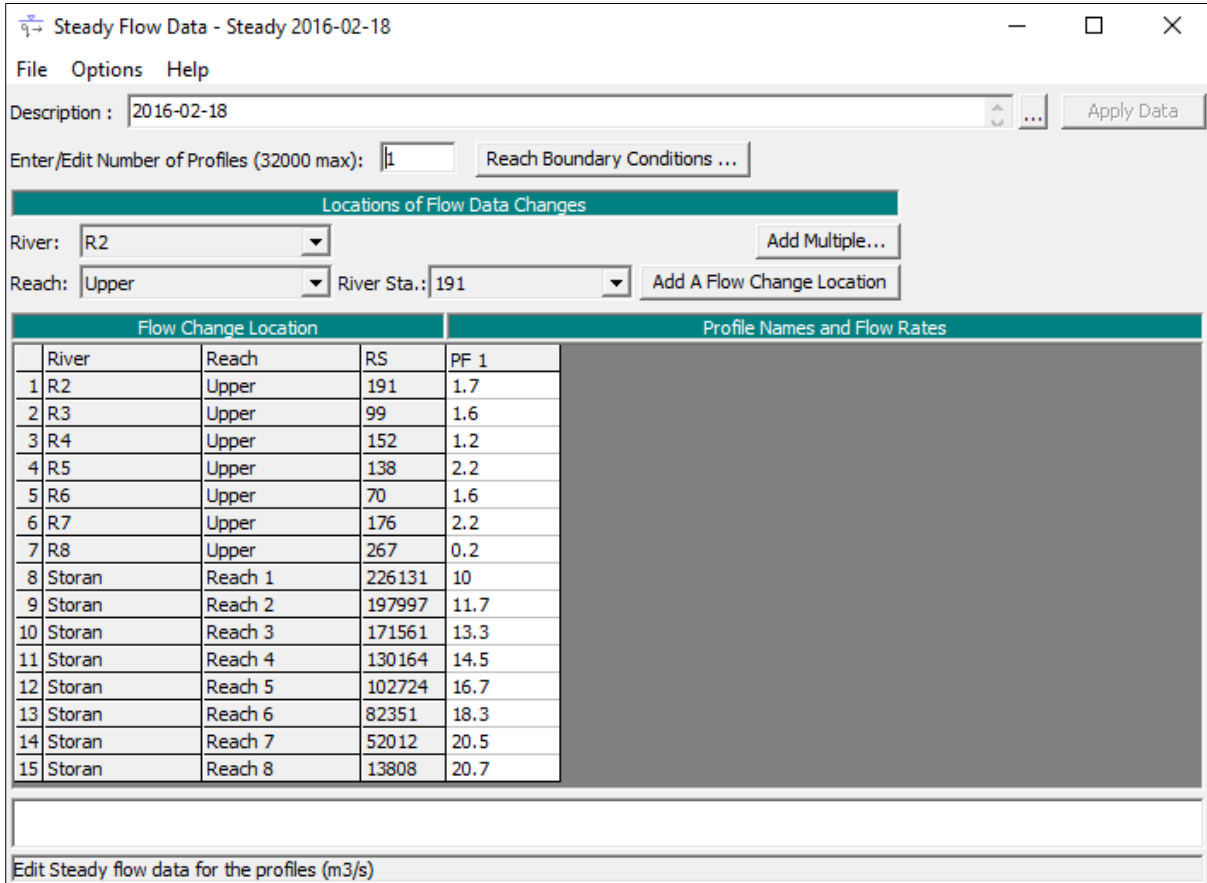 Steady Flow Data - Steady 2016-02-18
File Options Help
Description : 2016-02-18 ... Apply Data
Enter/Edit Number of Profiles (32000 max): 1 Reach Boundary Conditions ...
Locations of Flow Data Changes
River: R2 Add Multiple...
Reach: Upper River Sta.: 191 Add A Flow Change Location
Flow Change Location Profile Names and Flow Rates
River Reach RS PF 1
1 R2 Upper 191 1.7
2 R3 Upper 99 1.6
3 R4 Upper 152 1.2
4 R5 Upper 138 2.2
5 R6 Upper 70 1.6
6 R7 Upper 176 2.2
7 R8 Upper 267 0.2
8 Storan Reach 1 226131 10
9 Storan Reach 2 197997 11.7
10 Storan Reach 3 171561 13.3
11 Storan Reach 4 130164 14.5
12 Storan Reach 5 102724 16.7
13 Storan Reach 6 82351 18.3
14 Storan Reach 7 52012 20.5
15 Storan Reach 8 13808 20.7
Edit Steady flow data for the profiles (m3/s)